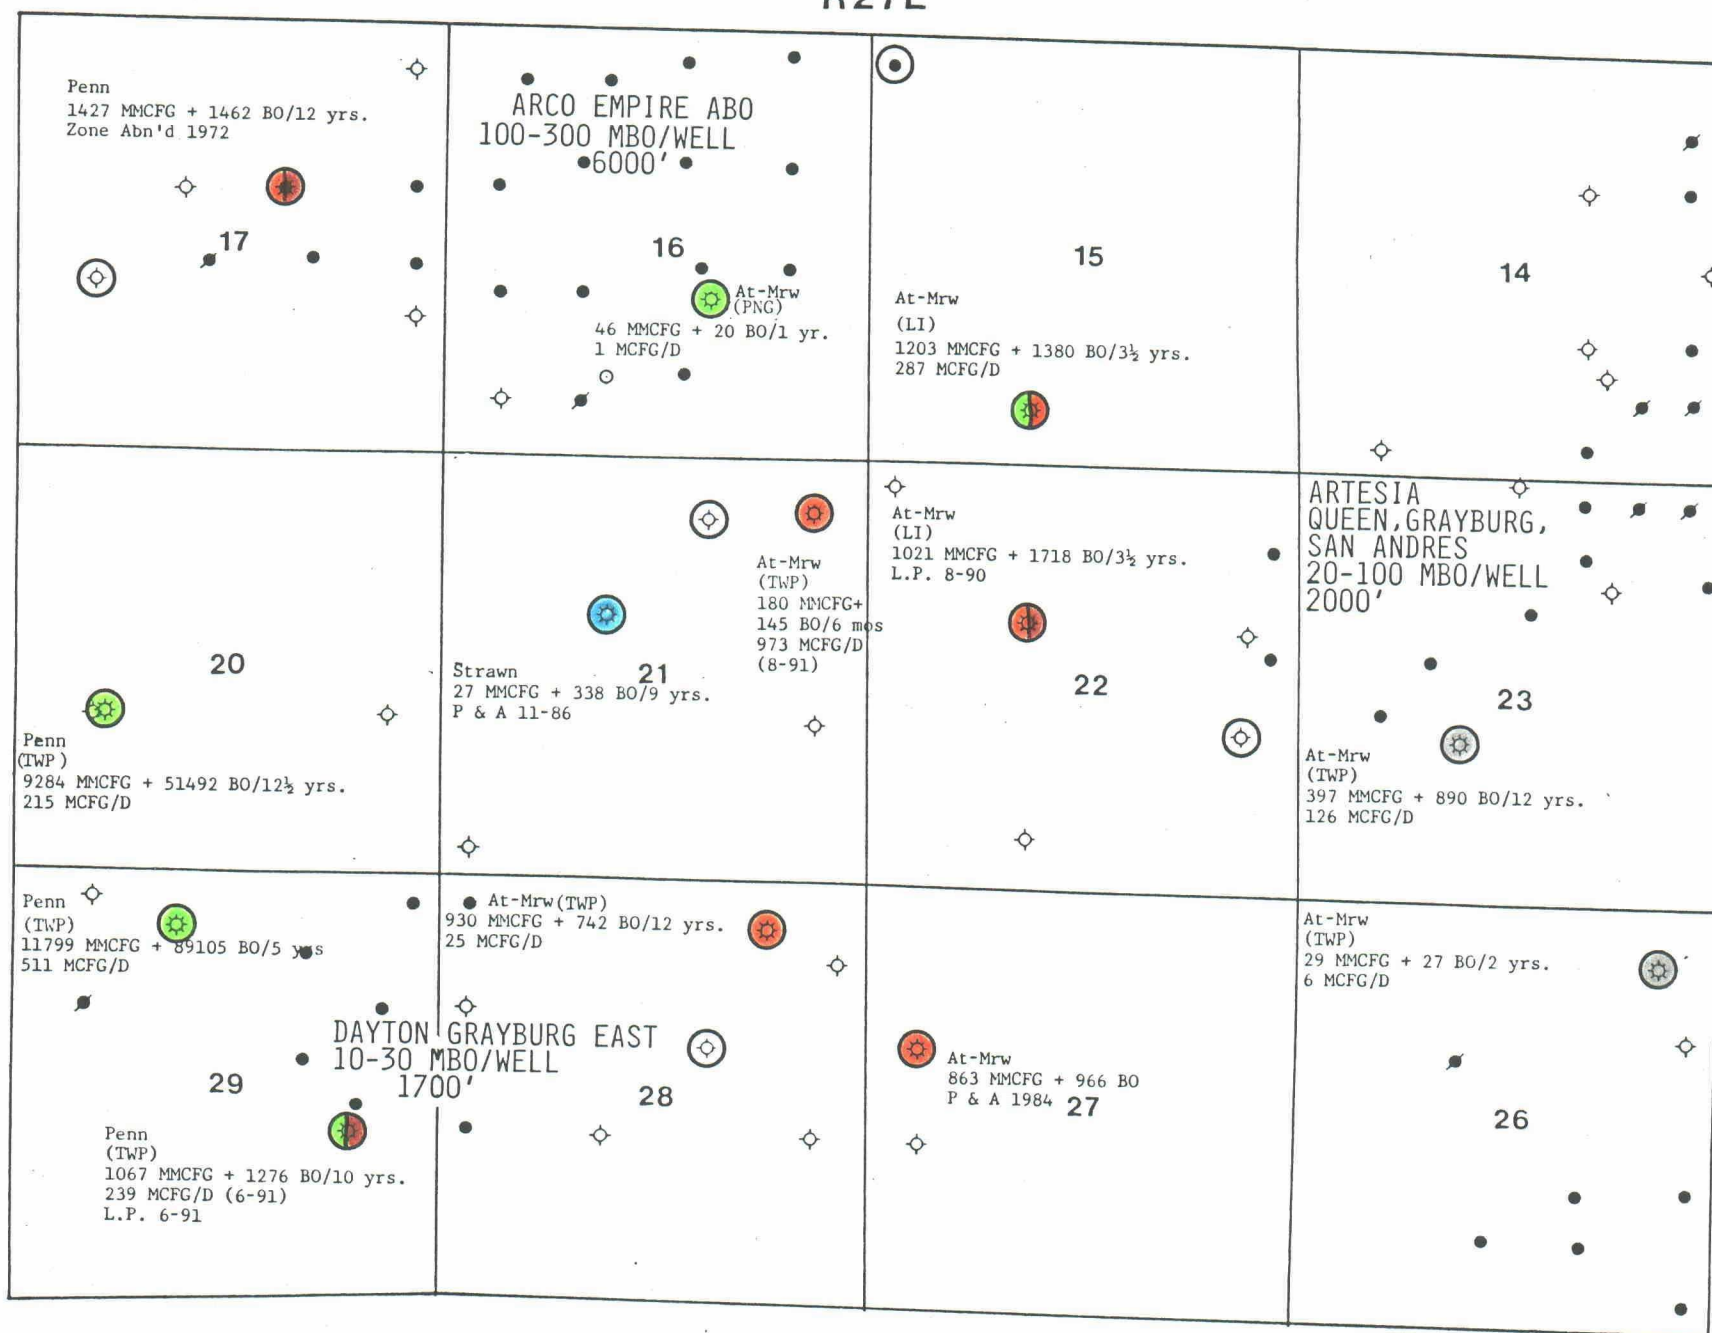 R27E
Penn
1427 MMCFG + 1462 BO/12 yrs.
Zone Abn'd 1972
17
ARCO EMPIRE ABO
100-300 MBO/WELL
6000'
16
At-Mrw
(PNG)
46 MMCFG + 20 BO/1 yr.
1 MCFG/D
15
At-Mrw
(LI)
1203 MMCFG + 1380 BO/3½ yrs.
287 MCFG/D
14
20
Penn
(TWP)
9284 MMCFG + 51492 BO/12½ yrs.
215 MCFG/D
At-Mrw
(TWP)
180 MMCFG+
145 BO/6 mos
973 MCFG/D
(8-91)
21
Strawn
27 MMCFG + 338 BO/9 yrs.
P & A 11-86
At-Mrw
(LI)
1021 MMCFG + 1718 BO/3½ yrs.
L.P. 8-90
22
ARTESIA
QUEEN,GRAYBURG,
SAN ANDRES
20-100 MBO/WELL
2000'
23
At-Mrw
(TWP)
397 MMCFG + 890 BO/12 yrs.
126 MCFG/D
Penn
(TWP)
11799 MMCFG + 89105 BO/5 yrs
511 MCFG/D
At-Mrw(TWP)
930 MMCFG + 742 BO/12 yrs.
25 MCFG/D
DAYTON GRAYBURG EAST
10-30 MBO/WELL
1700'
29
28
Penn
(TWP)
1067 MMCFG + 1276 BO/10 yrs.
239 MCFG/D (6-91)
L.P. 6-91
At-Mrw
863 MMCFG + 966 BO
P & A 1984
27
At-Mrw
(TWP)
29 MMCFG + 27 BO/2 yrs.
6 MCFG/D
26